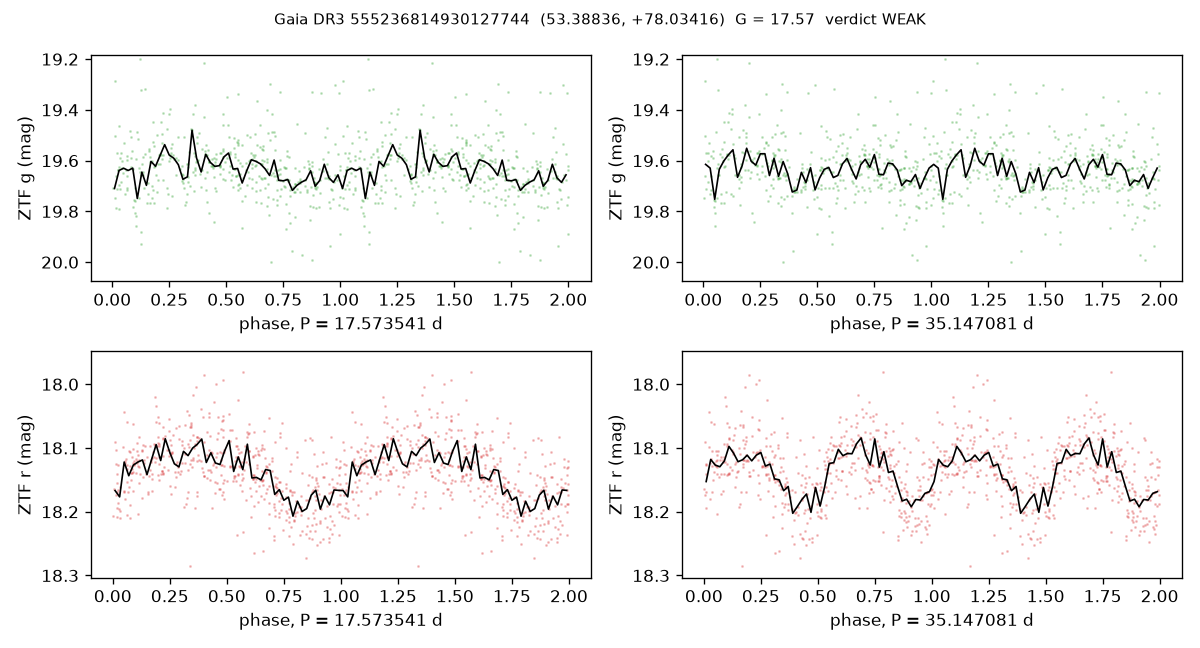 Gaia DR3 555236814930127744 (53.38836, +78.03416) G = 17.57 verdict WEAK
19.2
19.4
19.6
19.8
20.0
ZTF g (mag)
0.00 0.25 0.50 0.75 1.00 1.25 1.50 1.75 2.00
phase, P = 17.573541 d
19.2
19.4
19.6
19.8
20.0
ZTF g (mag)
0.00 0.25 0.50 0.75 1.00 1.25 1.50 1.75 2.00
phase, P = 35.147081 d
18.0
18.1
18.2
18.3
ZTF r (mag)
0.00 0.25 0.50 0.75 1.00 1.25 1.50 1.75 2.00
phase, P = 17.573541 d
18.0
18.1
18.2
18.3
ZTF r (mag)
0.00 0.25 0.50 0.75 1.00 1.25 1.50 1.75 2.00
phase, P = 35.147081 d